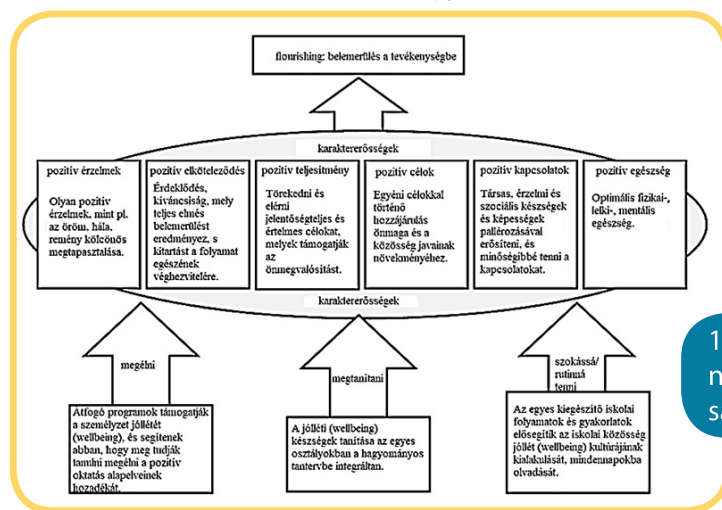 flourishing: belemerülés a tevékenységbe
karaktererősségek
pozitív érzelmek
Olyan pozitív
érzelmek, mint pl.
az öröm, hála,
remény kölcsönös
megtapasztalása.
pozitív elköteleződés
Érdeklődés,
kíváncsiság, mely
teljes elmés
belemerülést
eredményez, s
kitartást a folyamat
egészének
véghezvitelére.
pozitív teljesítmény
Törekedni és
elérni
jelentőségteljes és
értelmes célokat,
melyek támogatják
az
önmegvalósítást.
pozitív célok
Egyéni célokkal
történő
hozzájárulás
önmaga és a
közösség javainak
növekményéhez.
pozitív kapcsolatok
Társas, érzelmi és
szociális készségek
és képességek
pallérozásával
erősíteni, és
minőségibbé tenni a
kapcsolatokat.
pozitív egészség
Optimális fizikai-,
lelki-, mentális
egészség.
karaktererősségek
megélni
Átfogó programok támogatják
a személyzet jóllétét
(wellbeing), és segítenek
abban, hogy meg tudják
tanulni megélni a pozitív
oktatás alapelveinek
hozadékát.
megtanítani
A jólléti (wellbeing)
készségek tanítása az egyes
osztályokban a hagyományos
tantervbe integráltan.
szokássá/
rutinná
tenni
Az egyes kiegészítő iskolai
folyamatok és gyakorlatok
elősegítik az iskolai közösség
jóllét (wellbeing) kultúrájának
kialakulását, mindennapokba
olvadását.
1